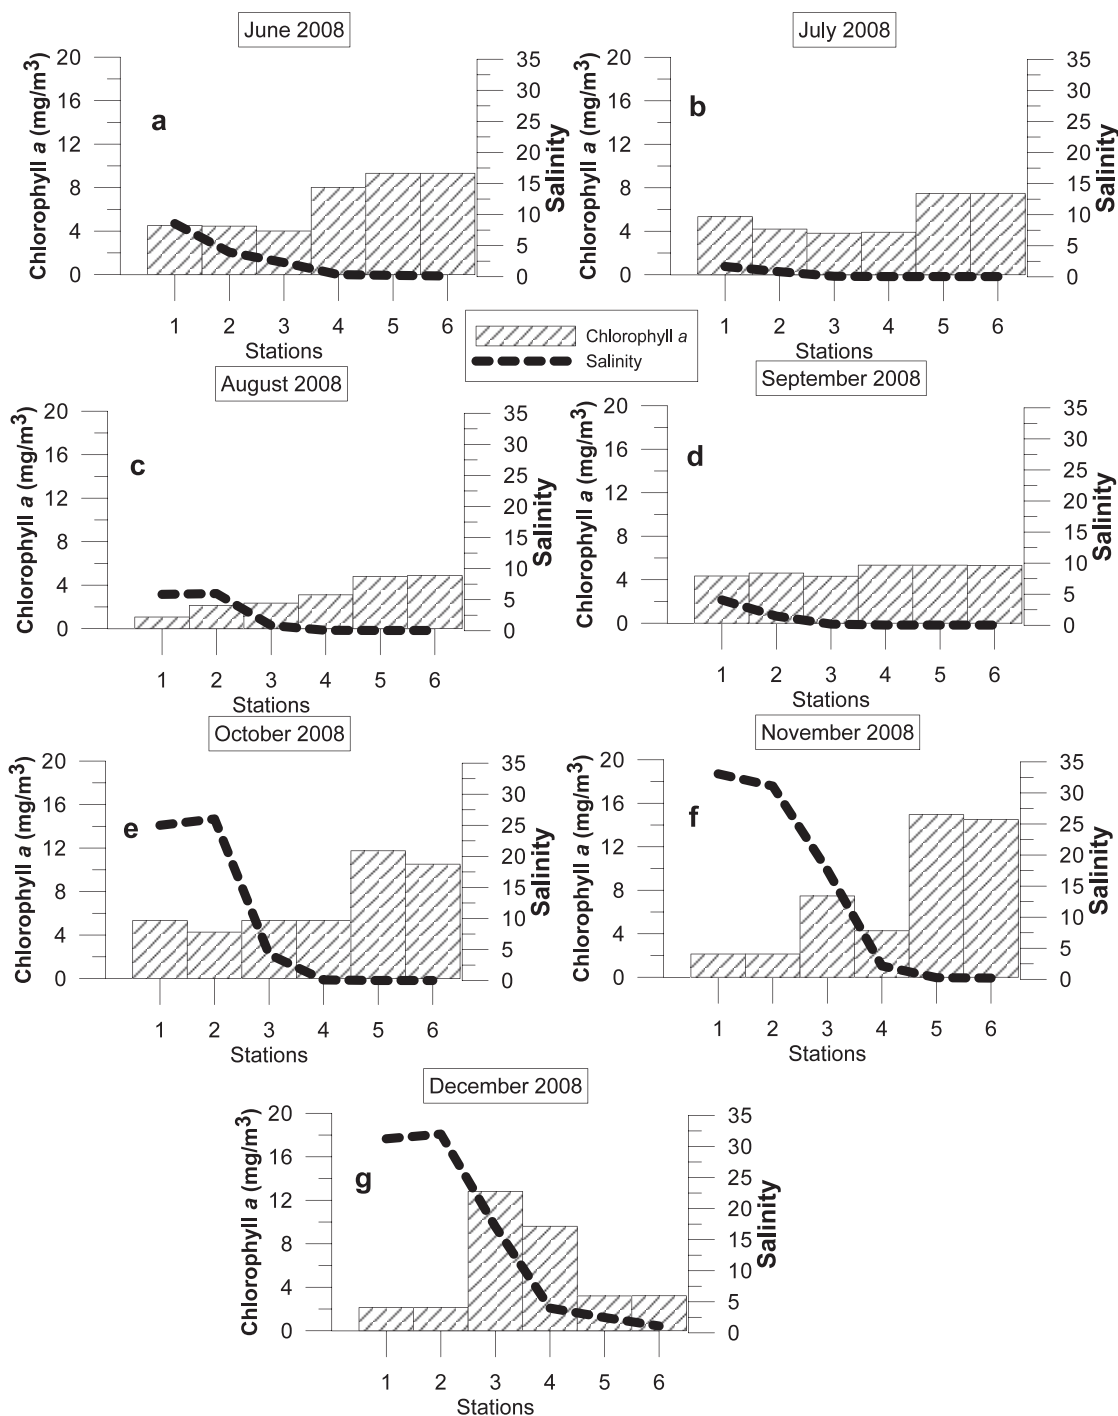 June 2008
Chlorophyll a (mg/m3)
20
16
12
8
4
0
a
35
30
25
20
15
10
5
0
Salinity
1 2 3 4 5 6
Stations
July 2008
Chlorophyll a (mg/m3)
20
16
12
8
4
0
b
35
30
25
20
15
10
5
0
Salinity
1 2 3 4 5 6
Stations
Chlorophyll a
Salinity
August 2008
Chlorophyll a (mg/m3)
20
16
12
8
4
0
c
35
30
25
20
15
10
5
0
Salinity
1 2 3 4 5 6
Stations
September 2008
Chlorophyll a (mg/m3)
20
16
12
8
4
0
d
35
30
25
20
15
10
5
0
Salinity
1 2 3 4 5 6
Stations
October 2008
Chlorophyll a (mg/m3)
20
16
12
8
4
0
e
35
30
25
20
15
10
5
0
Salinity
1 2 3 4 5 6
Stations
November 2008
Chlorophyll a (mg/m3)
20
16
12
8
4
0
f
35
30
25
20
15
10
5
0
Salinity
1 2 3 4 5 6
Stations
December 2008
Chlorophyll a (mg/m3)
20
16
12
8
4
0
g
35
30
25
20
15
10
5
0
Salinity
1 2 3 4 5 6
Stations